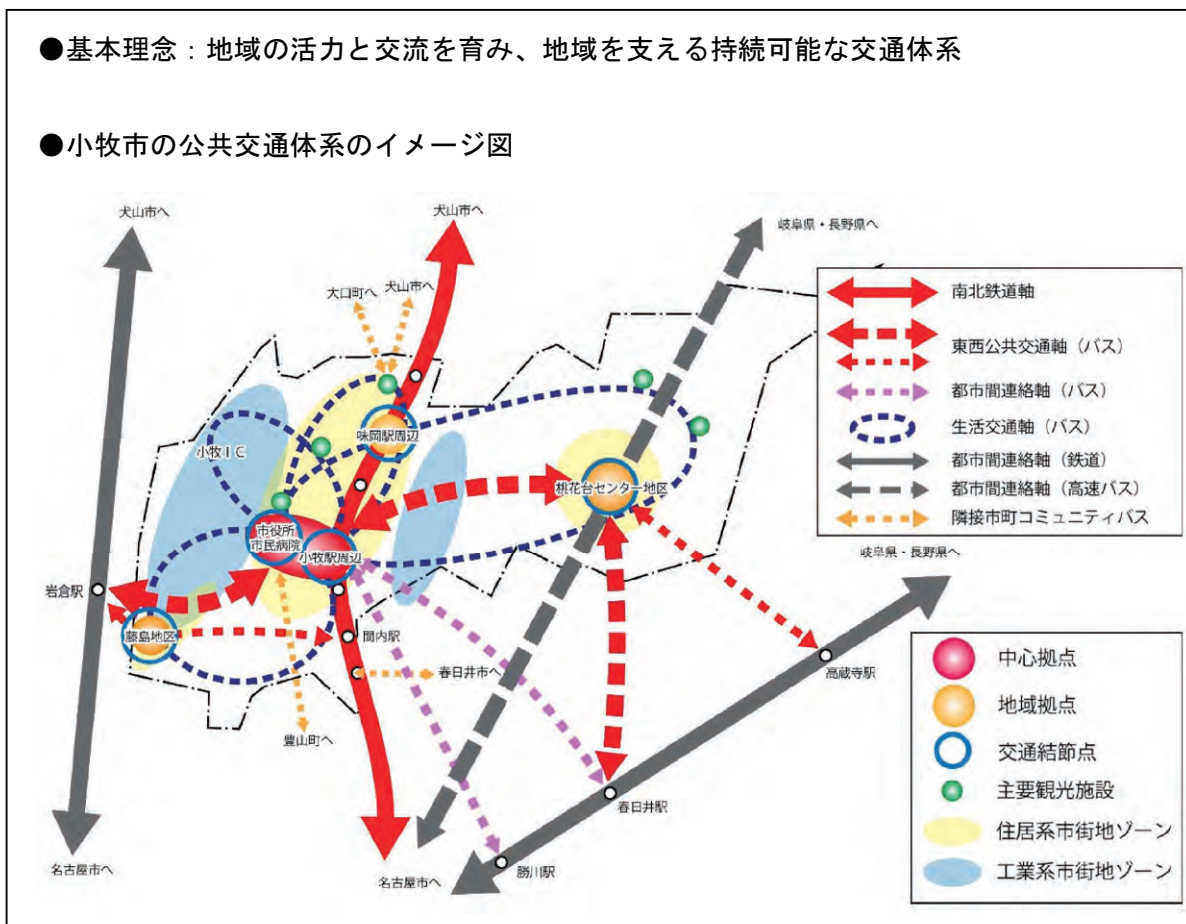 ●基本理念：地域の活力と交流を育み、地域を支える持続可能な交通体系
●小牧市の公共交通体系のイメージ図
犬山市へ
犬山市へ
岐阜県・長野県へ
大口町へ
犬山市へ
味岡駅周辺
小牧ＩＣ
桃花台センター地区
市役所
市民病院
小牧駅周辺
岩倉駅
藤島地区
間内駅
春日井市へ
豊山町へ
岐阜県・長野県へ
高蔵寺駅
春日井駅
勝川駅
名古屋市へ
名古屋市へ
南北鉄道軸
東西公共交通軸（バス）
都市間連絡軸（バス）
生活交通軸（バス）
都市間連絡軸（鉄道）
都市間連絡軸（高速バス）
隣接市町コミュニティバス
中心拠点
地域拠点
交通結節点
主要観光施設
住居系市街地ゾーン
工業系市街地ゾーン